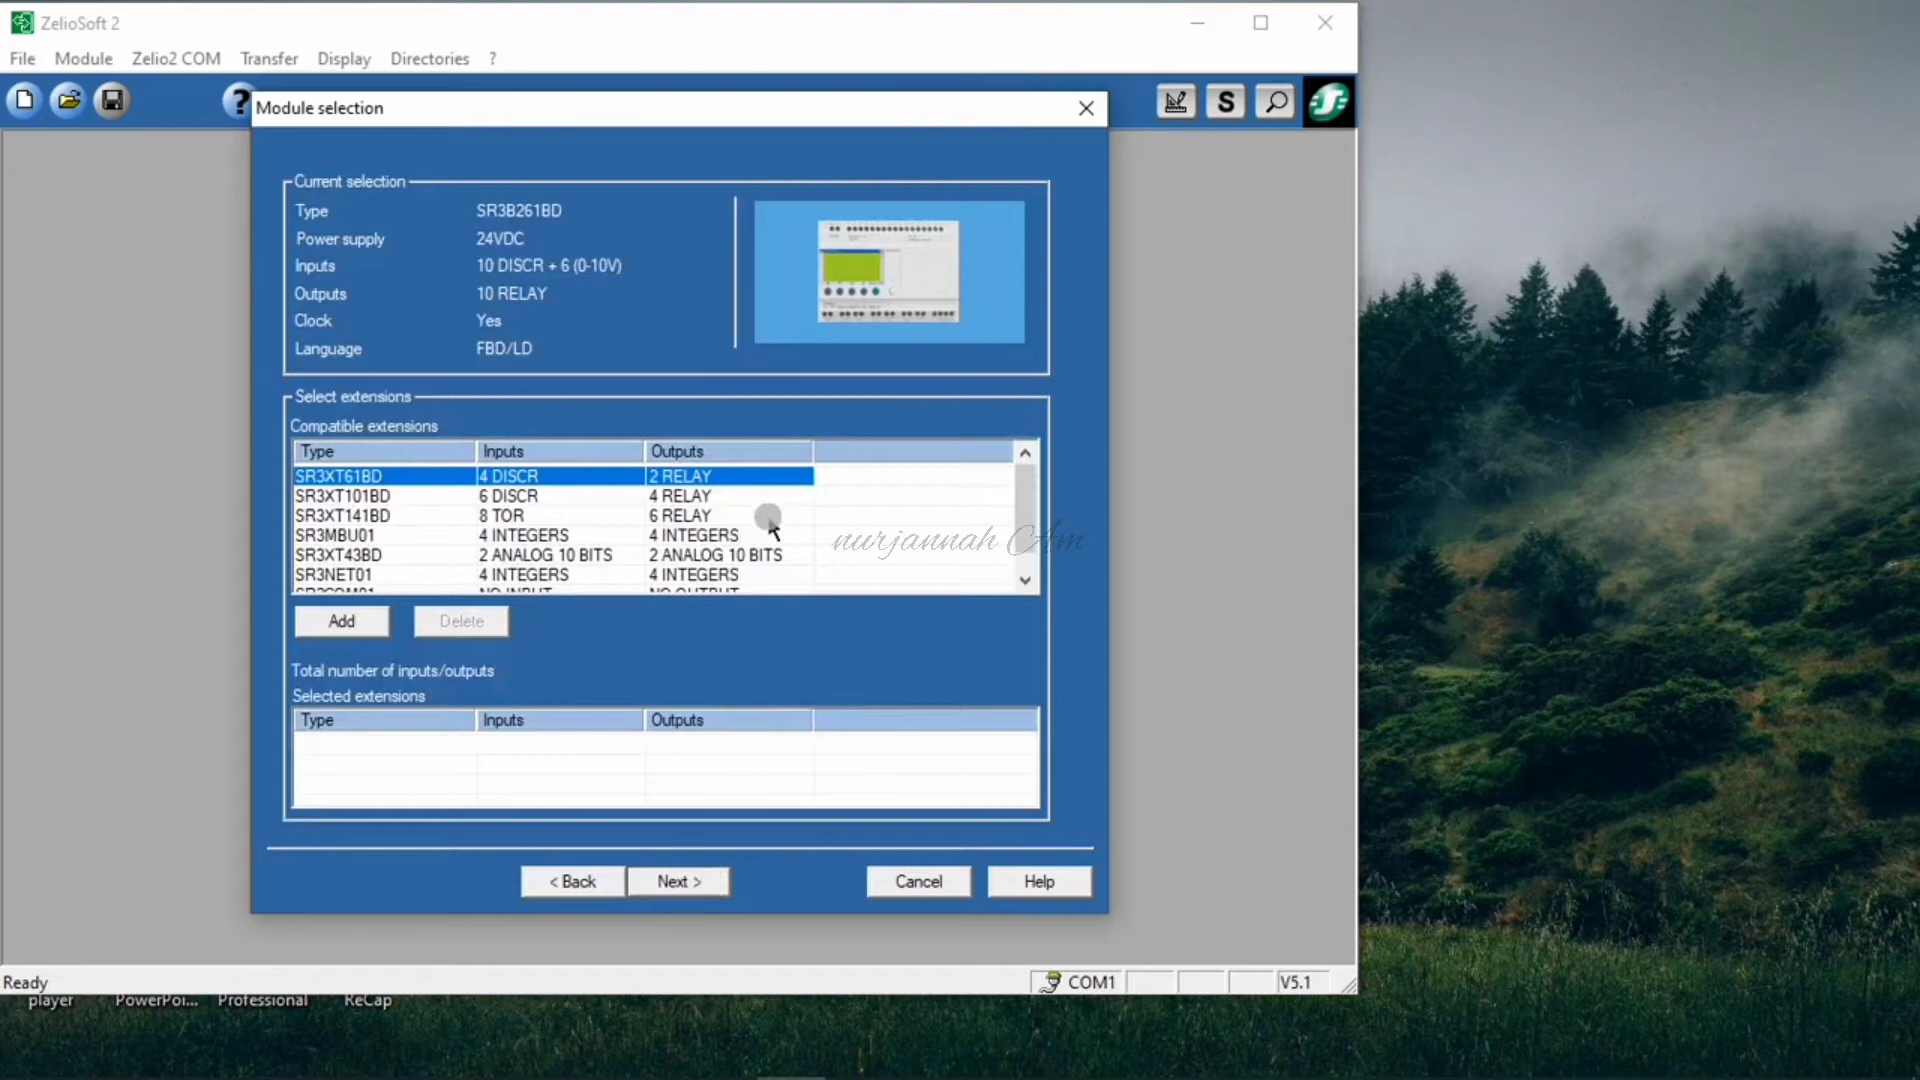 ZelioSoft 2
File Module Zelio2 COM Transfer Display Directories ?
?
S
Module selection
Current selection
Type SR3B261BD
Power supply 24VDC
Inputs 10 DISCR + 6 (0-10V)
Outputs 10 RELAY
Clock Yes
Language FBD/LD
Select extensions
Compatible extensions
Type Inputs Outputs
SR3XT61BD 4 DISCR 2 RELAY
SR3XT101BD 6 DISCR 4 RELAY
SR3XT141BD 8 TOR 6 RELAY
SR3MBU01 4 INTEGERS 4 INTEGERS
SR3XT43BD 2 ANALOG 10 BITS 2 ANALOG 10 BITS
SR3NET01 4 INTEGERS 4 INTEGERS
nurjannah Am
Add Delete
Total number of inputs/outputs
Selected extensions
Type Inputs Outputs
< Back Next > Cancel Help
Ready COM1 V5.1
player PowerPoi... Professional ReCap